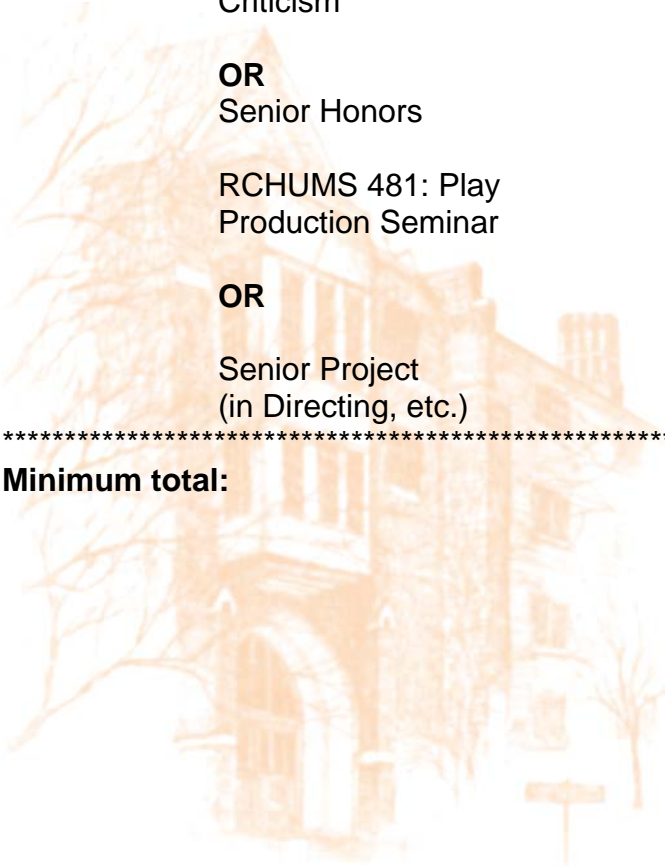 Criticism
OR
Senior Honors
RCHUMS 481: Play
Production Seminar
OR
Senior Project
(in Directing, etc.)
******************************************************
Minimum total: